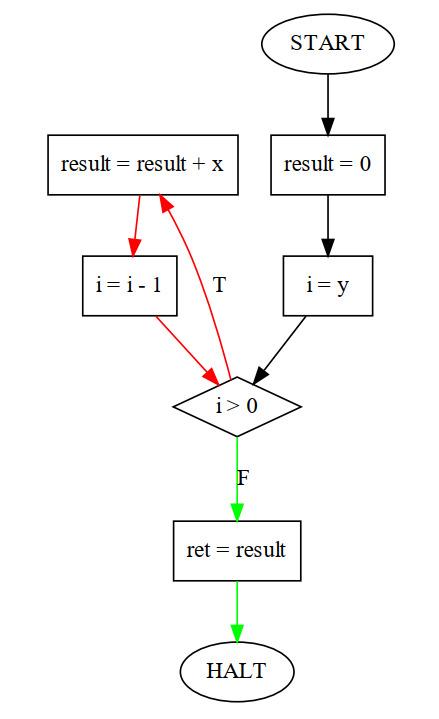 START
result = result + x
result = 0
i = i - 1
T
i = y
i > 0
F
ret = result
HALT